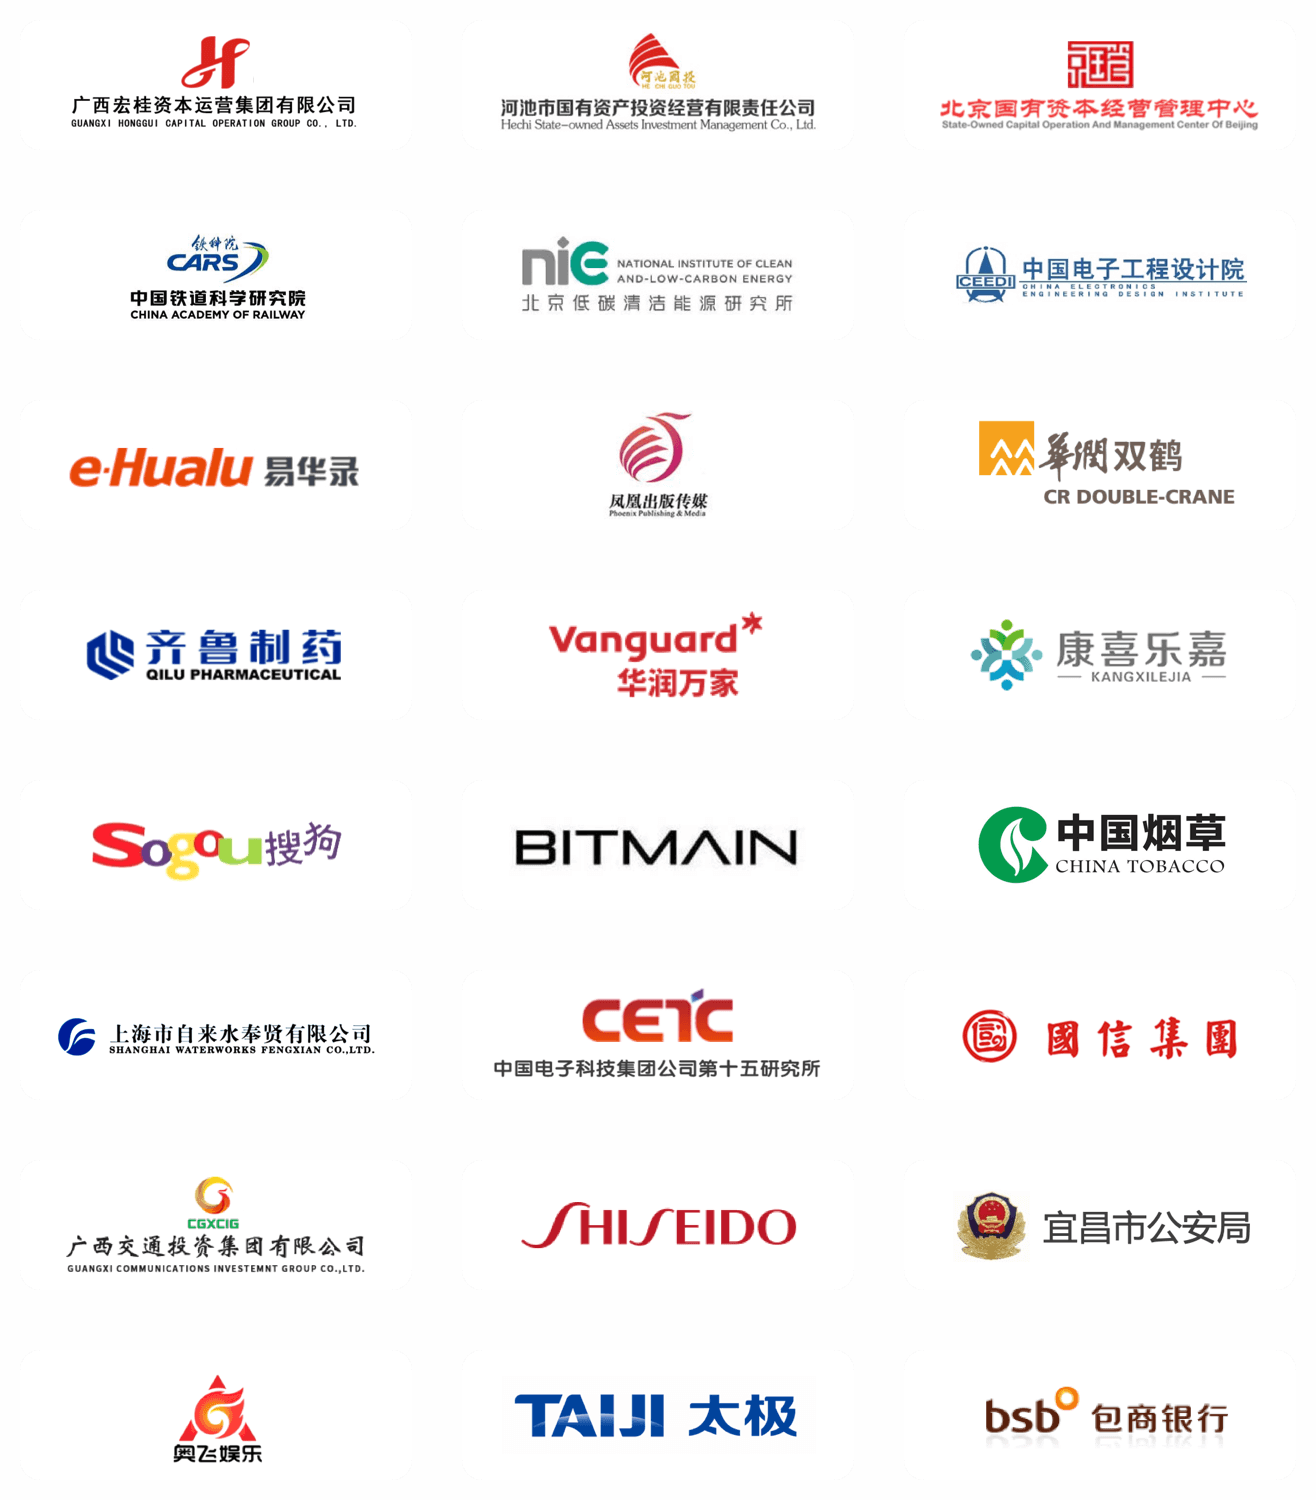 广西宏桂资本运营集团有限公司
GUANGXI HONGGUI CAPITAL OPERATION GROUP CO., LTD.
河池国投
HE CHI GUO TOU
河池市国有资产投资经营有限责任公司
Hechi State-owned Assets Investment Management Co., Ltd.
北京国有资本经营管理中心
State-Owned Capital Operation And Management Center Of Beijing
铁科院
CARS
中国铁道科学研究院
CHINA ACADEMY OF RAILWAY
nice
NATIONAL INSTITUTE OF CLEAN
AND-LOW-CARBON ENERGY
北京低碳清洁能源研究所
CEEDI
中国电子工程设计院
CHINA ELECTRONICS
ENGINEERING DESIGN INSTITUTE
e·Hualu 易华录
凤凰出版传媒
Phoenix Publishing & Media
華潤双鹤
CR DOUBLE-CRANE
齐鲁制药
QILU PHARMACEUTICAL
Vanguard
华润万家
康喜乐嘉
KANGXILEJIA
Sogou搜狗
BITMAIN
中国烟草
CHINA TOBACCO
上海市自来水奉贤有限公司
SHANGHAI WATERWORKS FENGXIAN CO.,LTD.
CETC
中国电子科技集团公司第十五研究所
國信集團
CGXCIG
广西交通投资集团有限公司
GUANGXI COMMUNICATIONS INVESTEMNT GROUP CO.,LTD.
SHISEIDO
宜昌市公安局
奥飞娱乐
TAIJI 太极
bsb 包商银行